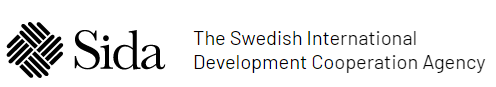 Sida
The Swedish International
Development Cooperation Agency